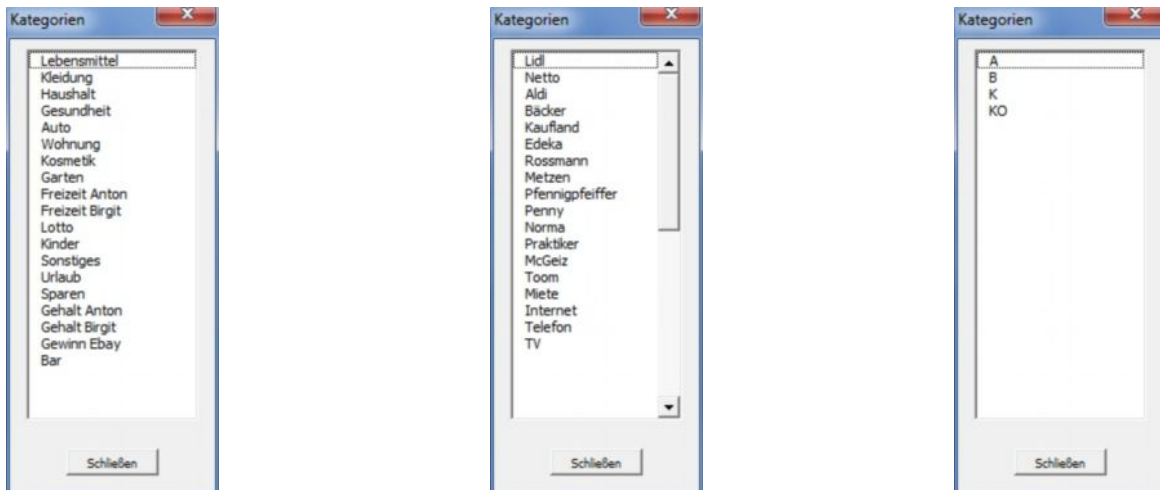 Kategorien
Lebensmittel
Kleidung
Haushalt
Gesundheit
Auto
Wohnung
Kosmetik
Garten
Freizeit Anton
Freizeit Birgit
Lotto
Kinder
Sonstiges
Urlaub
Sparen
Gehalt Anton
Gehalt Birgit
Gewinn Ebay
Bar
Schließen
Kategorien
Lidl
Netto
Aldi
Bäcker
Kaufland
Edeka
Rossmann
Metzen
Pfennigpfeiffer
Penny
Norma
Praktiker
McGeiz
Toom
Miete
Internet
Telefon
TV
Schließen
Kategorien
A
B
K
KO
Schließen